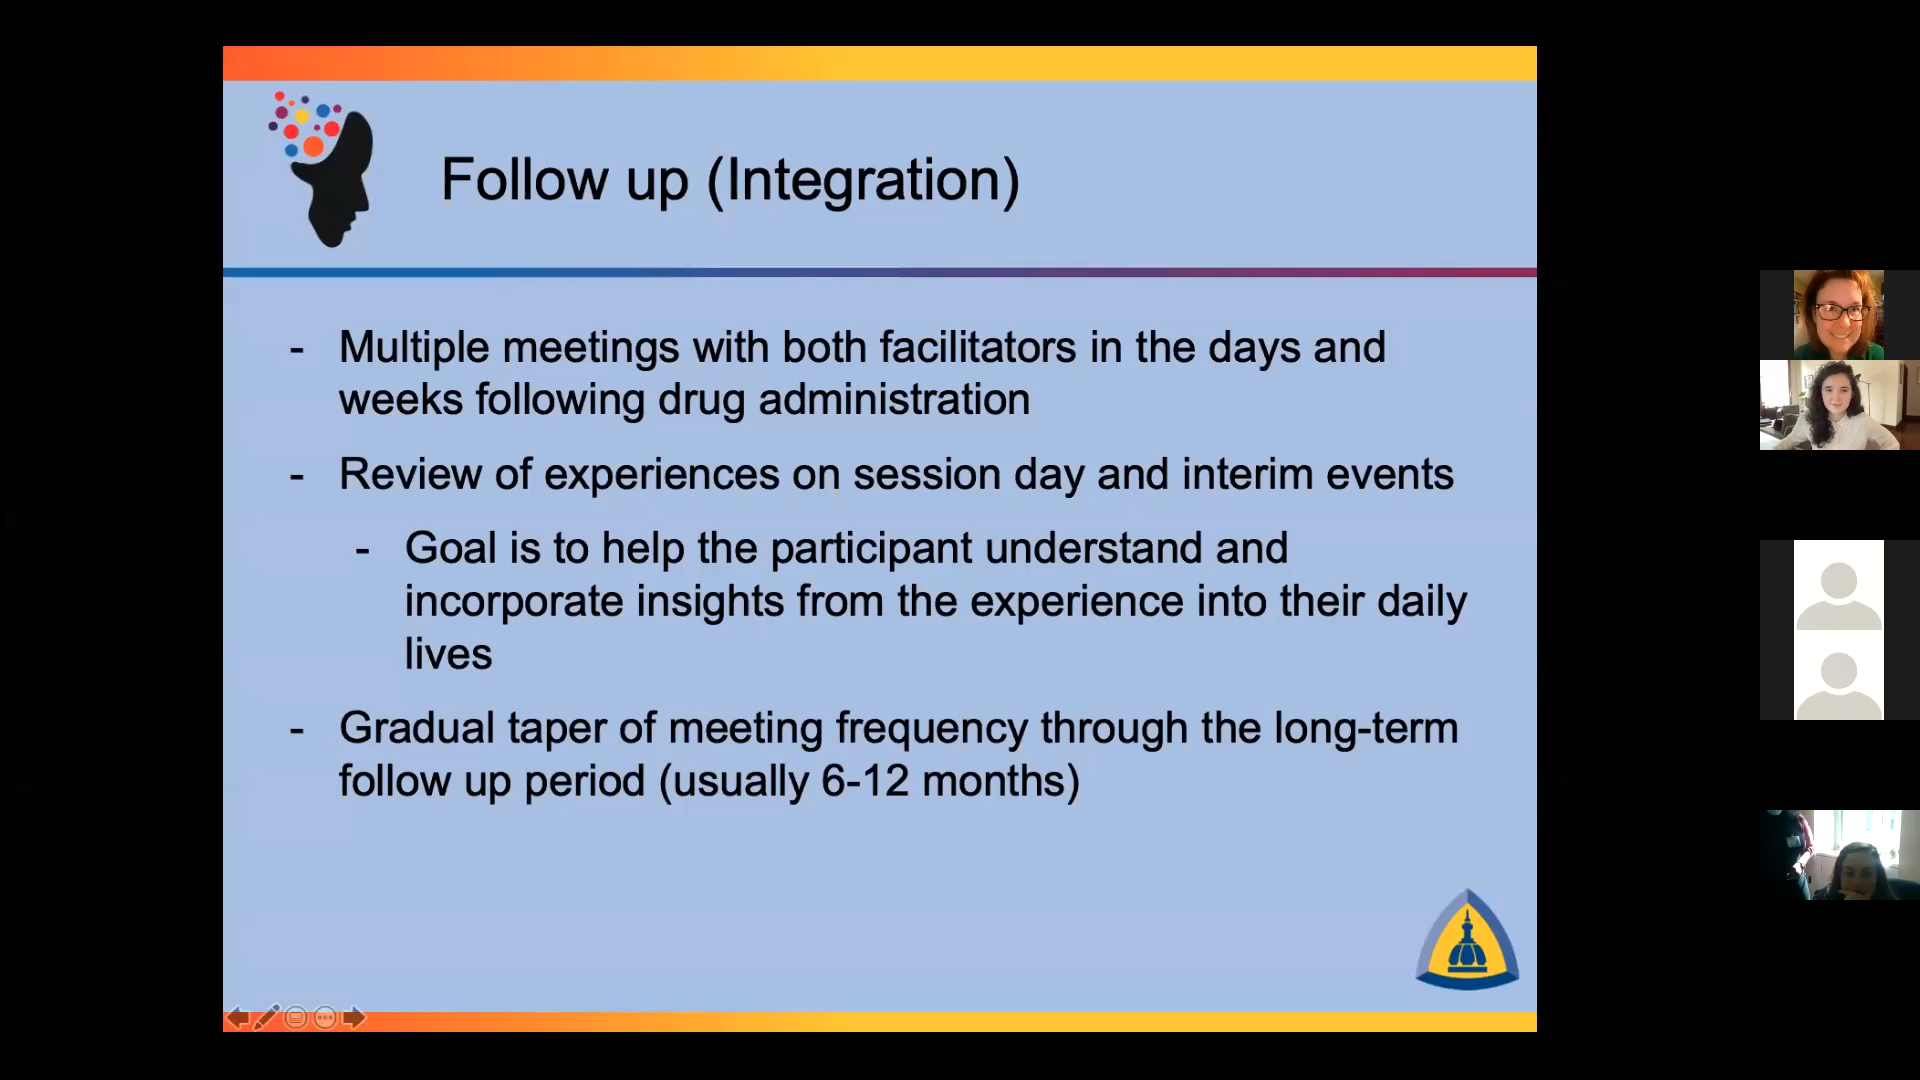 Follow up (Integration)
- Multiple meetings with both facilitators in the days and
weeks following drug administration
- Review of experiences on session day and interim events
- Goal is to help the participant understand and
incorporate insights from the experience into their daily
lives
- Gradual taper of meeting frequency through the long-term
follow up period (usually 6-12 months)